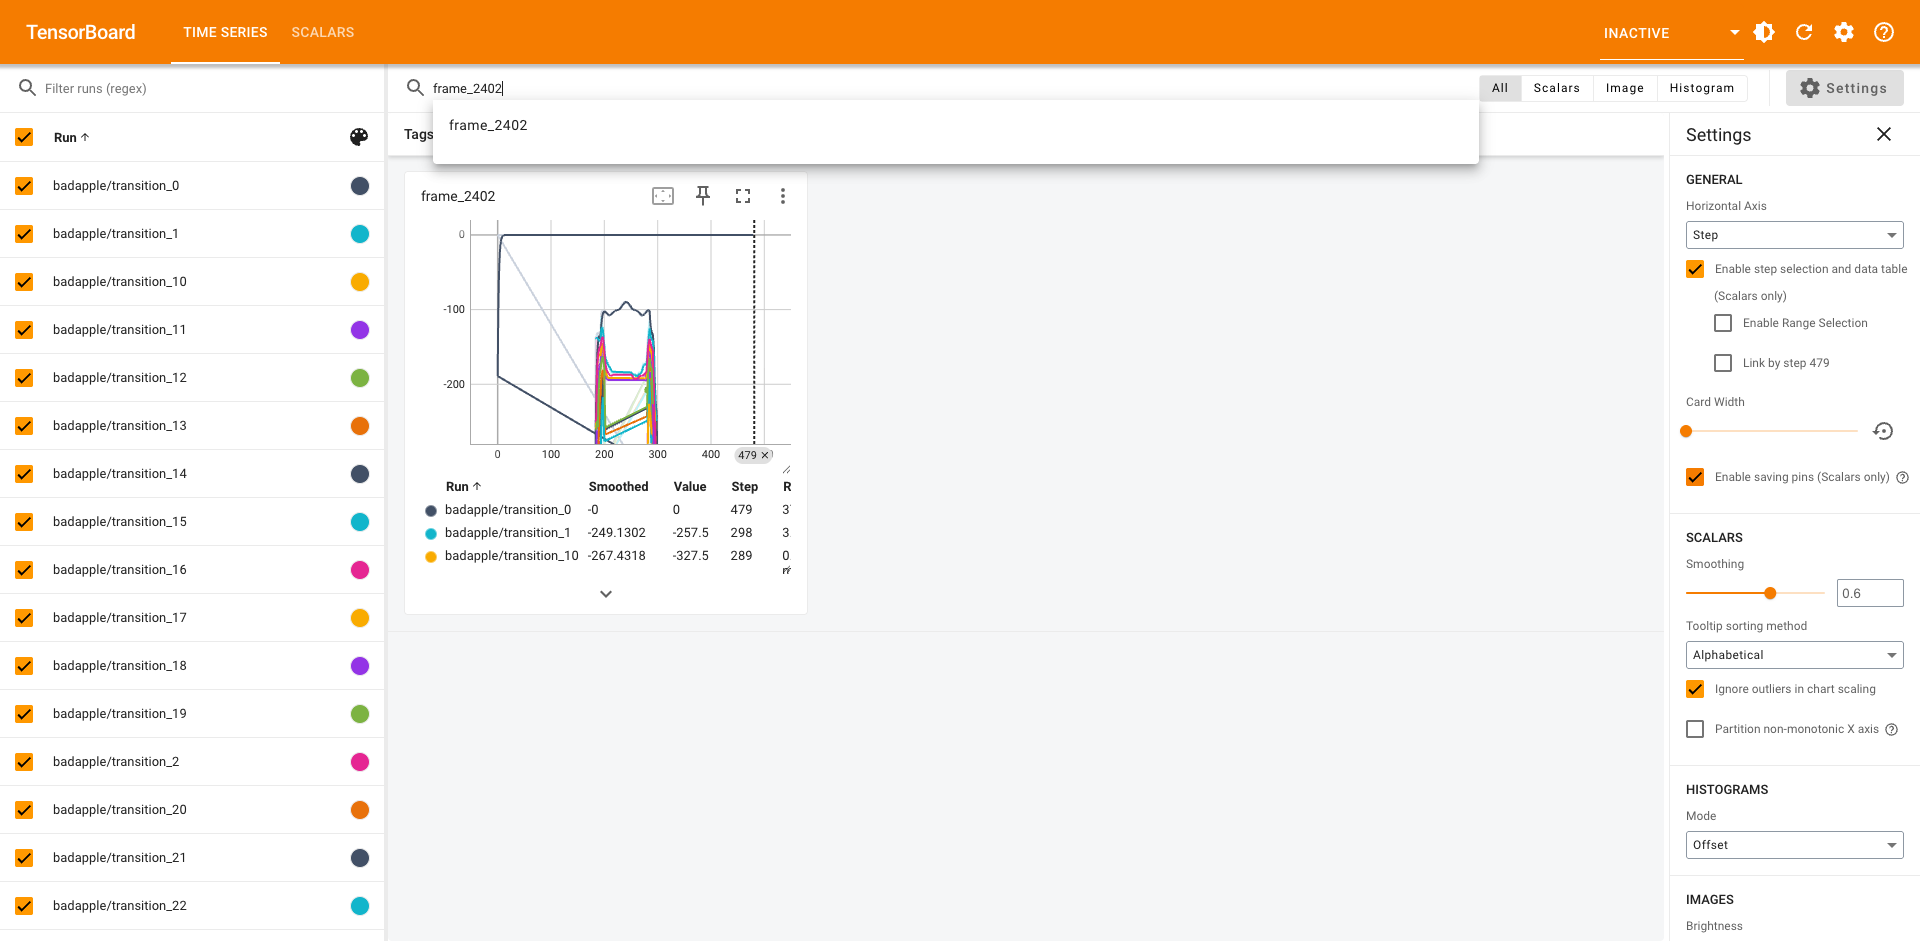 TensorBoard TIME SERIES SCALARS INACTIVE
Filter runs (regex)
Run
badapple/transition_0
badapple/transition_1
badapple/transition_10
badapple/transition_11
badapple/transition_12
badapple/transition_13
badapple/transition_14
badapple/transition_15
badapple/transition_16
badapple/transition_17
badapple/transition_18
badapple/transition_19
badapple/transition_2
badapple/transition_20
badapple/transition_21
badapple/transition_22
frame_2402
All Scalars Image Histogram
Settings
frame_2402
Tags
frame_2402
0
-100
-200
0 100 200 300 400 479
Run Smoothed Value Step R
badapple/transition_0 -0 0 479
badapple/transition_1 -249.1302 -257.5 298 3
badapple/transition_10 -267.4318 -327.5 289 0
Settings
GENERAL
Horizontal Axis
Step
Enable step selection and data table
(Scalars only)
Enable Range Selection
Link by step 479
Card Width
Enable saving pins (Scalars only)
SCALARS
Smoothing
0.6
Tooltip sorting method
Alphabetical
Ignore outliers in chart scaling
Partition non-monotonic X axis
HISTOGRAMS
Mode
Offset
IMAGES
Brightness